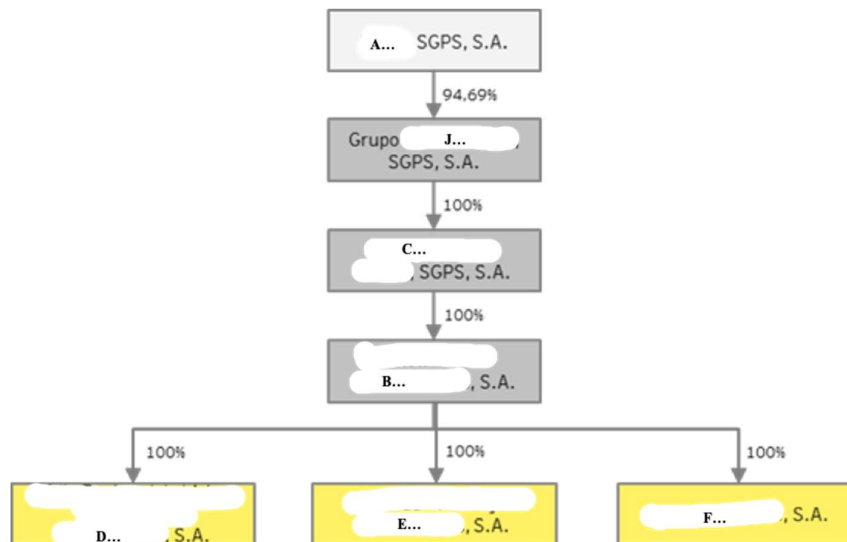 A... SGPS, S.A.
94,69%
Grupo J... ,
SGPS, S.A.
100%
C...
, SGPS, S.A.
100%
B... , S.A.
100% 100% 100%
D... , S.A. E... , S.A. F... , S.A.